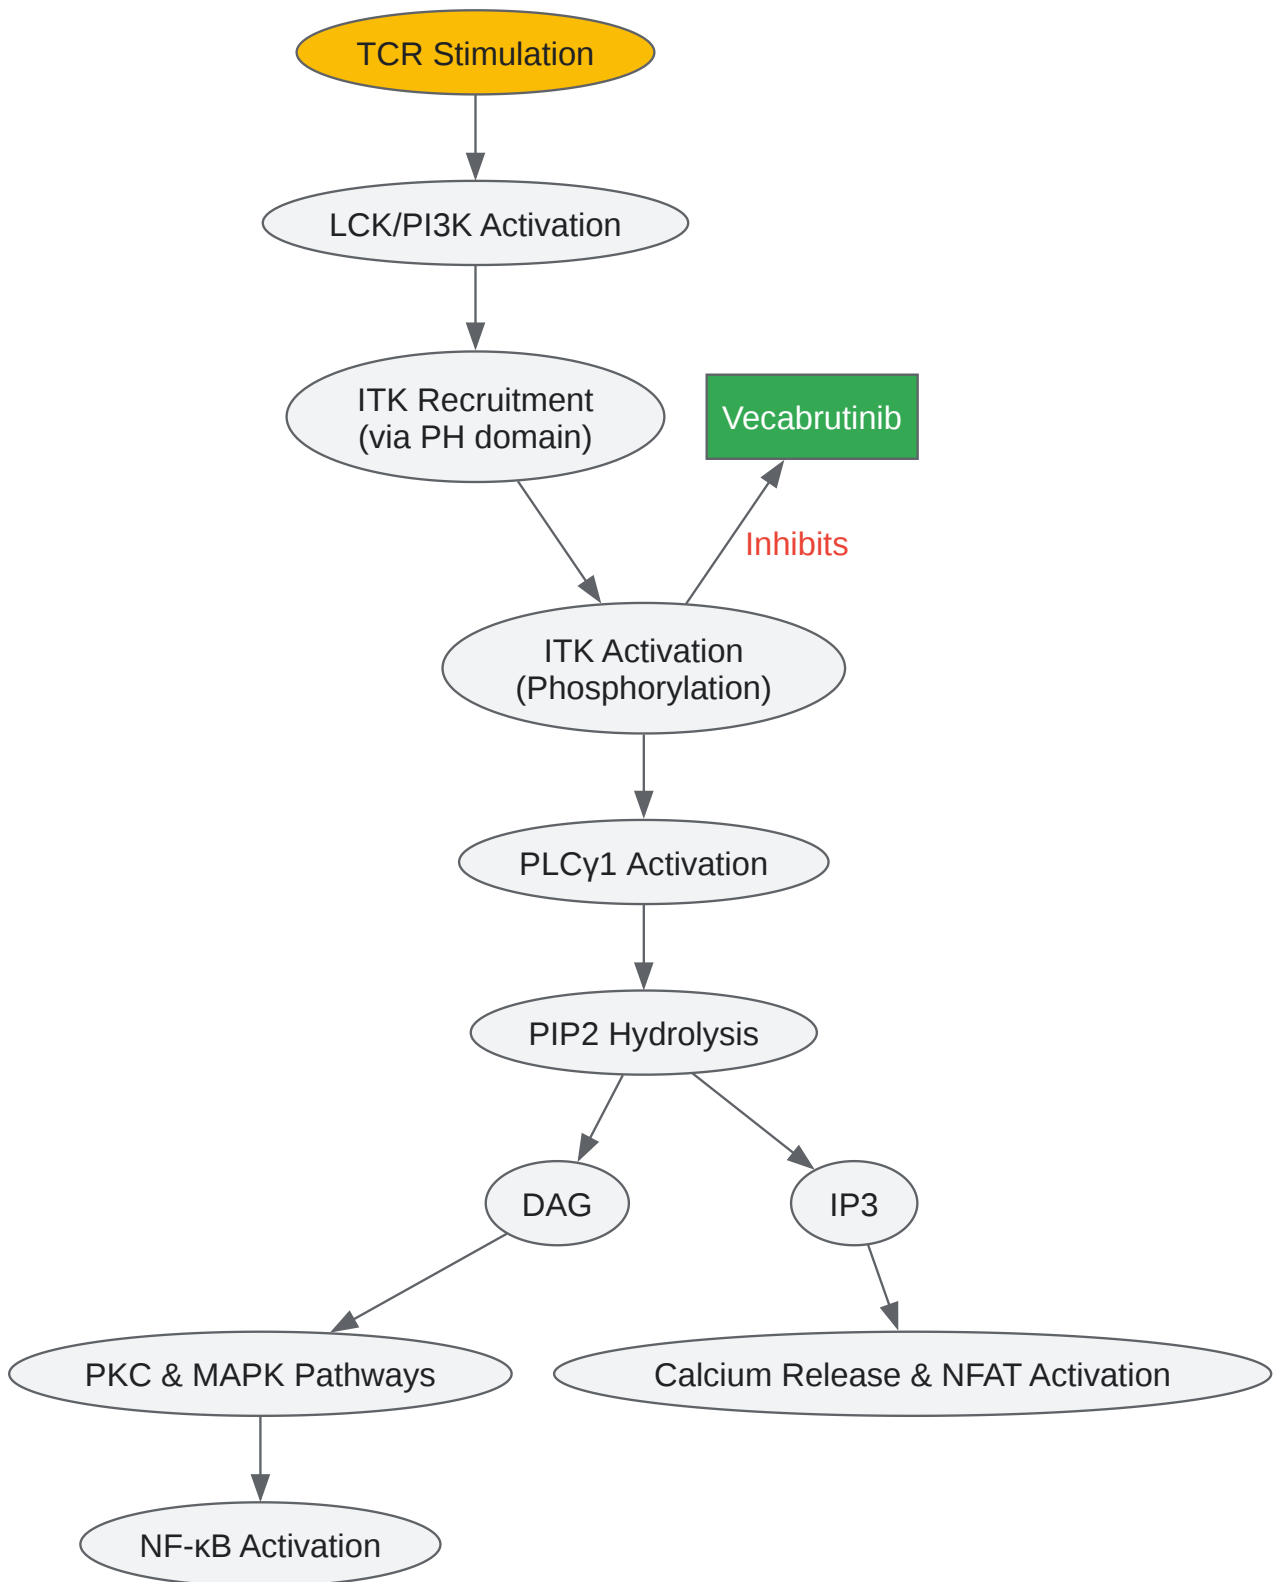 TCR Stimulation
LCK/PI3K Activation
ITK Recruitment
(via PH domain)
Vecabrutinib
Inhibits
ITK Activation
(Phosphorylation)
PLCγ1 Activation
PIP2 Hydrolysis
DAG
IP3
PKC & MAPK Pathways
Calcium Release & NFAT Activation
NF-κB Activation